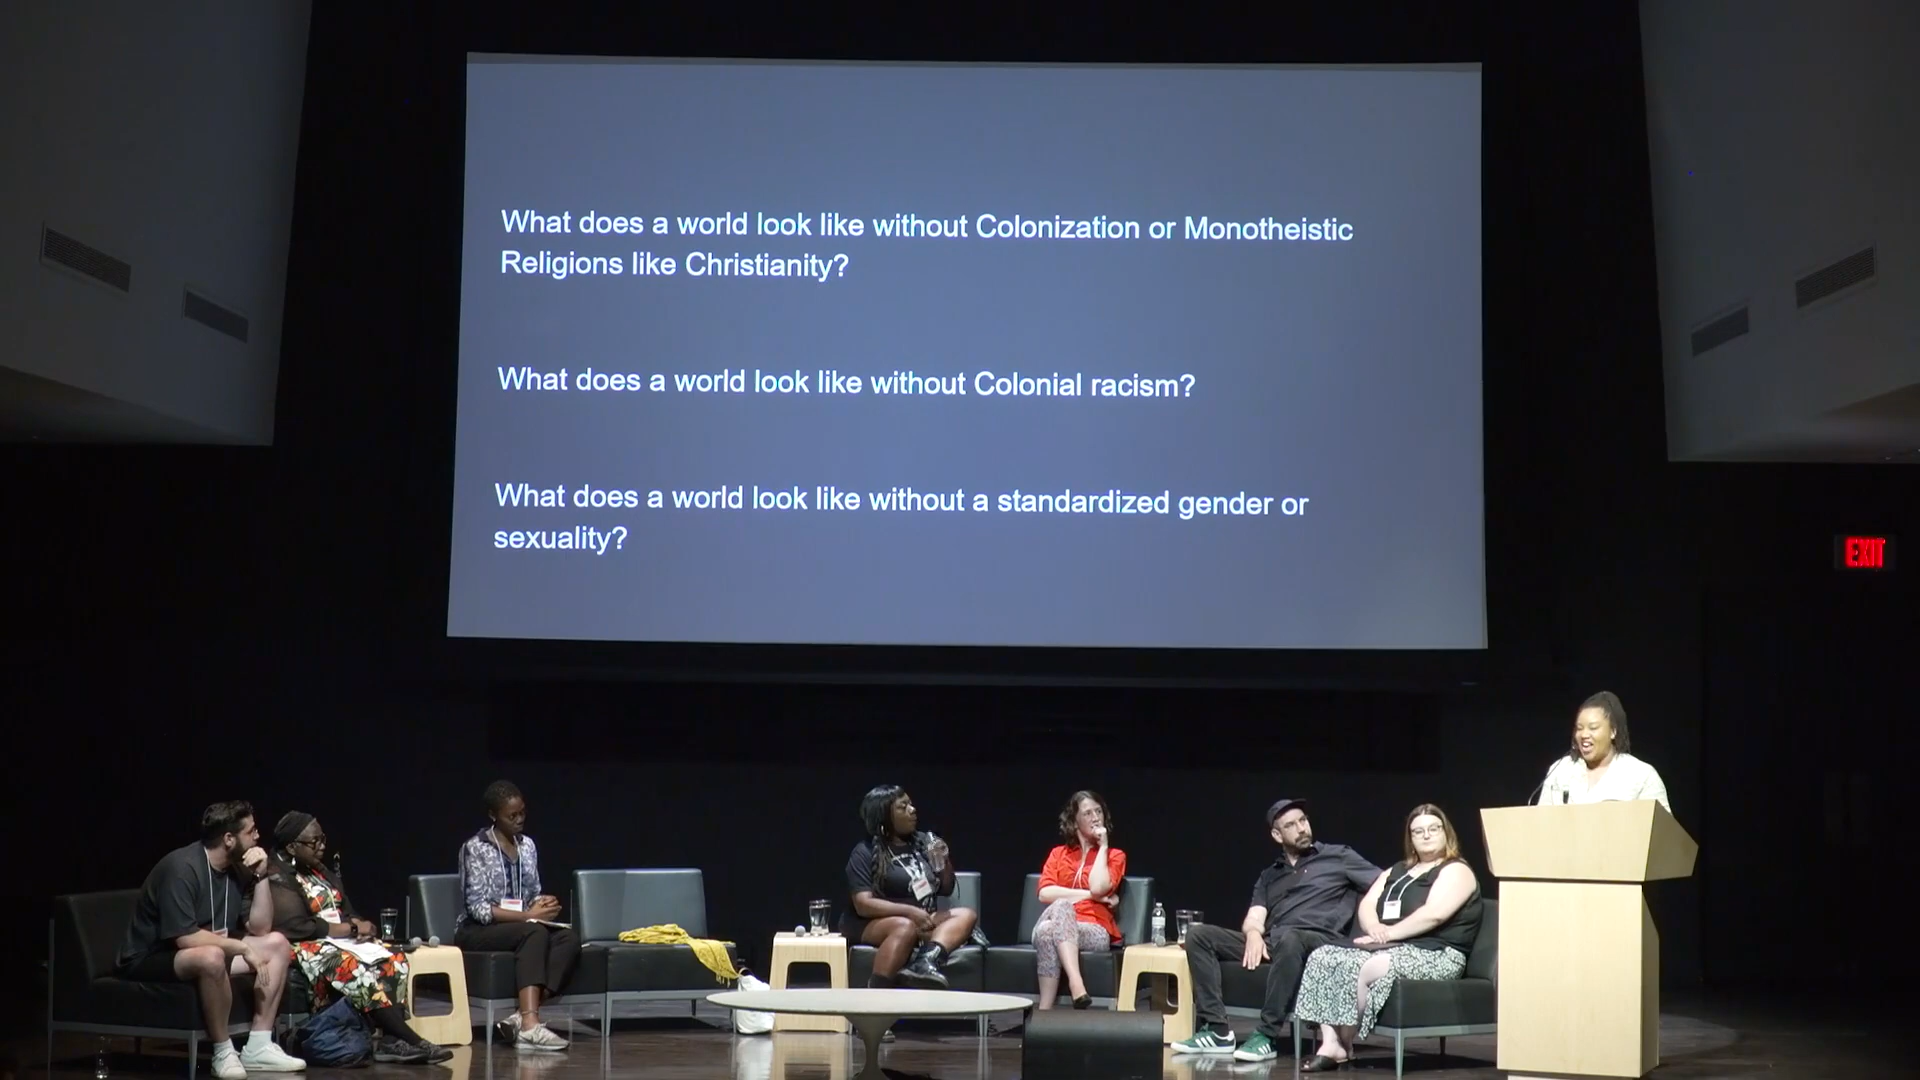 What does a world look like without Colonization or Monotheistic
Religions like Christianity?
What does a world look like without Colonial racism?
What does a world look like without a standardized gender or
sexuality?
EXIT